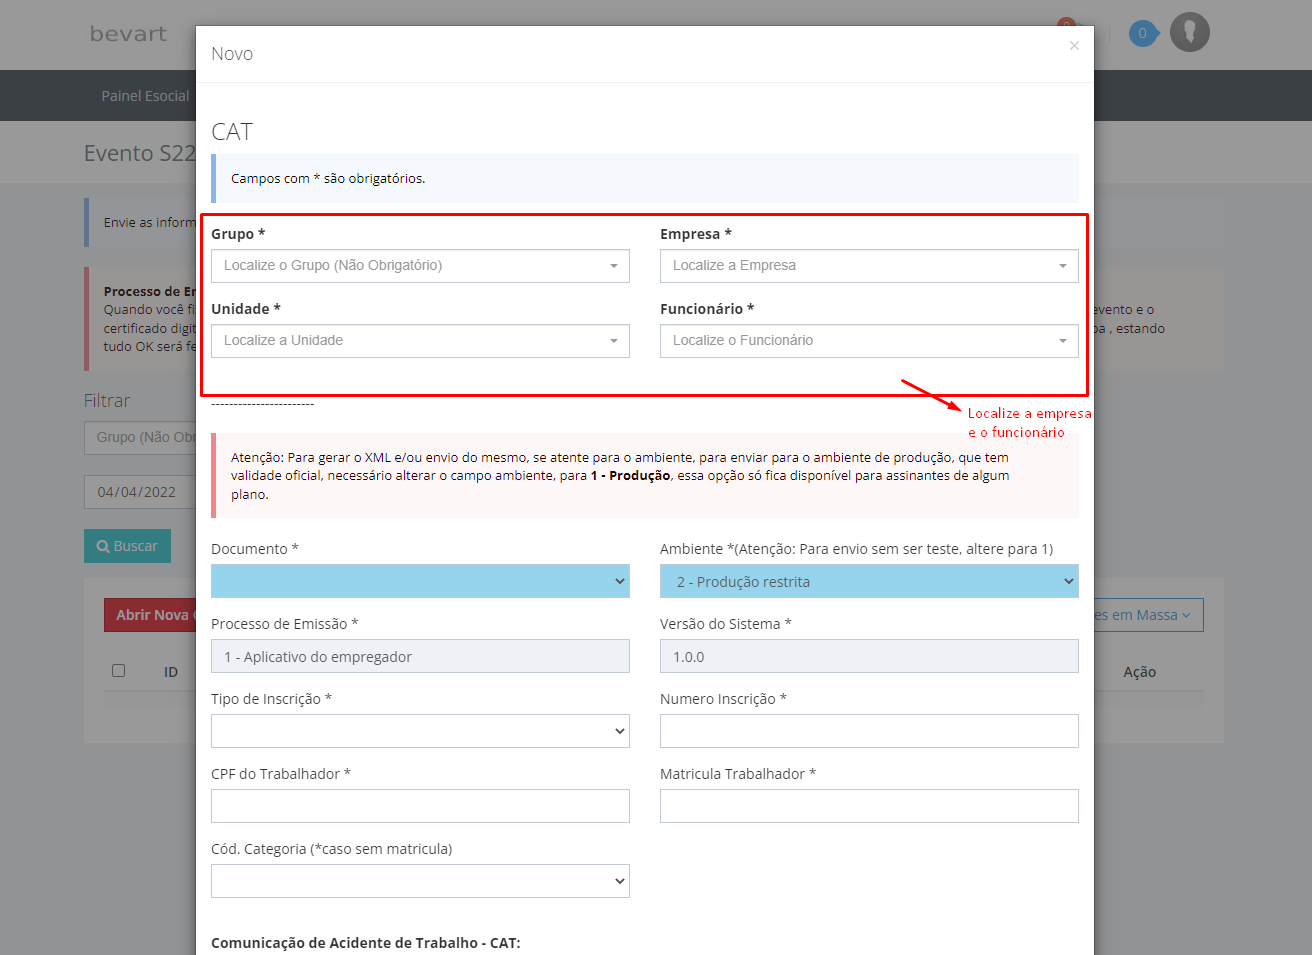 bevart
0
0
Painel Esocial
Evento S22
Envie as inform
Processo de En
Quando você fi
evento e o
certificado digit
pa , estando
tudo OK será fe
Filtrar
Grupo (Não Obr
04/04/2022
Buscar
Abrir Nova
es em Massa
ID
Ação
Novo
×
CAT
Campos com * são obrigatórios.
Grupo *
Empresa *
Localize o Grupo (Não Obrigatório)
Localize a Empresa
Unidade *
Funcionário *
Localize a Unidade
Localize o Funcionário
-----------------------
Localize a empresa
e o funcionário
Atenção: Para gerar o XML e/ou envio do mesmo, se atente para o ambiente, para enviar para o ambiente de produção, que tem
validade oficial, necessário alterar o campo ambiente, para 1 - Produção, essa opção só fica disponível para assinantes de algum
plano.
Documento *
Ambiente *(Atenção: Para envio sem ser teste, altere para 1)
2 - Produção restrita
Processo de Emissão *
Versão do Sistema *
1 - Aplicativo do empregador
1.0.0
Tipo de Inscrição *
Numero Inscrição *
CPF do Trabalhador *
Matricula Trabalhador *
Cód. Categoria (*caso sem matricula)
Comunicação de Acidente de Trabalho - CAT: